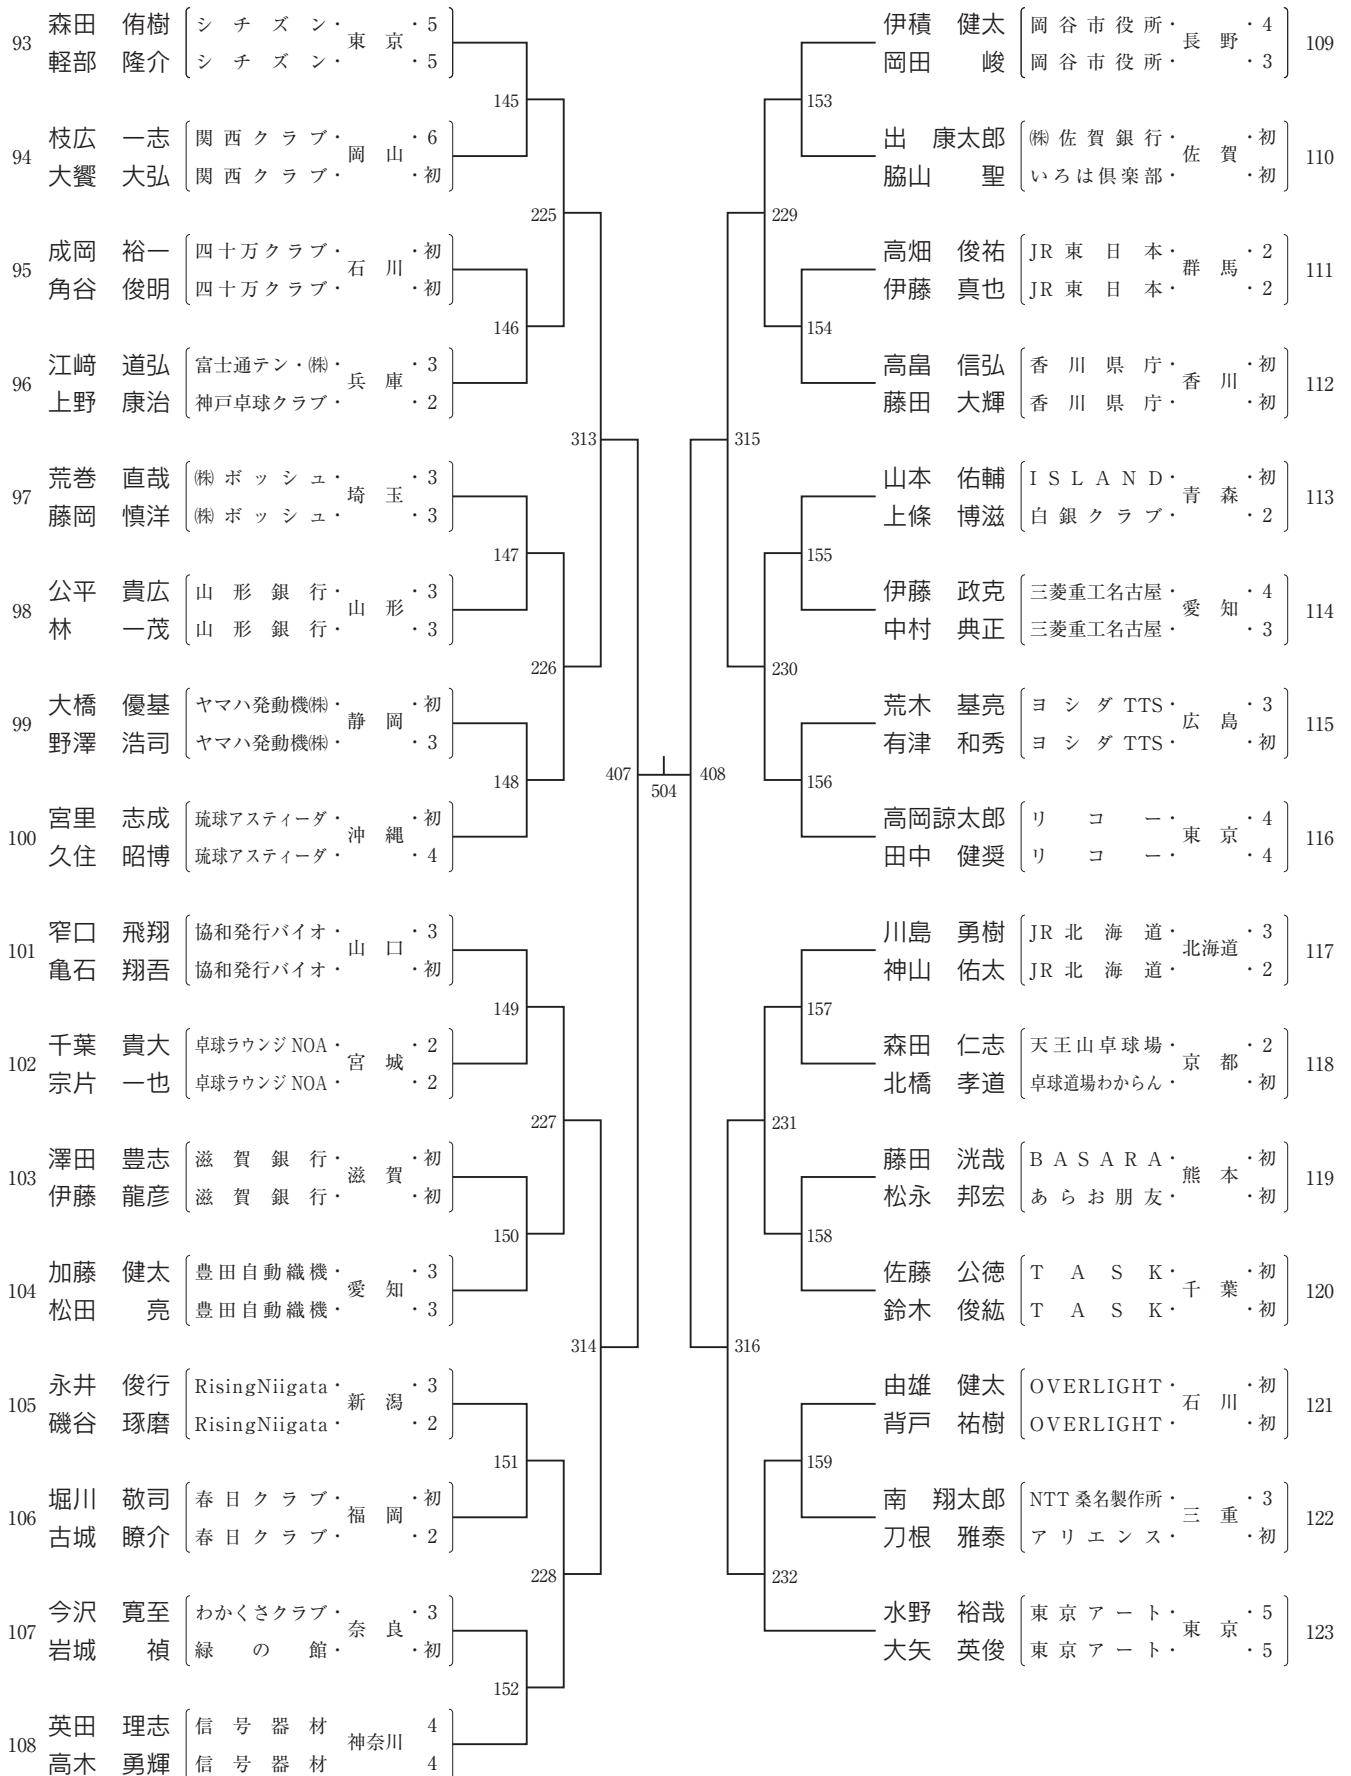 93 森田 侑樹 シチズン・東京・5
軽部 隆介 シチズン・ ・5
94 枝広 一志 関西クラブ・岡山・6
大饗 大弘 関西クラブ・ ・初
95 成岡 裕一 四十万クラブ・石川・初
角谷 俊明 四十万クラブ・ ・初
96 江﨑 道弘 富士通テン・㈱・兵庫・3
上野 康治 神戸卓球クラブ・ ・2
97 荒巻 直哉 ㈱ボッシュ・埼玉・3
藤岡 慎洋 ㈱ボッシュ・ ・3
98 公平 貴広 山形銀行・山形・3
林 一茂 山形銀行・ ・3
99 大橋 優基 ヤマハ発動機㈱・静岡・初
野澤 浩司 ヤマハ発動機㈱・ ・3
100 宮里 志成 琉球アスティーダ・沖縄・初
久住 昭博 琉球アスティーダ・ ・4
101 窄口 飛翔 協和発行バイオ・山口・3
亀石 翔吾 協和発行バイオ・ ・初
102 千葉 貴大 卓球ラウンジNOA・宮城・2
宗片 一也 卓球ラウンジNOA・ ・2
103 澤田 豊志 滋賀銀行・滋賀・初
伊藤 龍彦 滋賀銀行・ ・初
104 加藤 健太 豊田自動織機・愛知・3
松田 亮 豊田自動織機・ ・3
105 永井 俊行 RisingNiigata・新潟・3
磯谷 琢磨 RisingNiigata・ ・2
106 堀川 敬司 春日クラブ・福岡・初
古城 瞭介 春日クラブ・ ・2
107 今沢 寛至 わかくさクラブ・奈良・3
岩城 禎 緑の館・ ・初
108 英田 理志 信号器材 神奈川 4
高木 勇輝 信号器材 4
145
225
146
313
147
226
148
407
504
408
149
227
150
314
151
228
152
伊積 健太 岡谷市役所・長野・4 109
岡田 峻 岡谷市役所・ ・3
出 康太郎 ㈱佐賀銀行・佐賀・初 110
脇山 聖 いろは倶楽部・ ・初
高畑 俊祐 JR東日本・群馬・2 111
伊藤 真也 JR東日本・ ・2
高畠 信弘 香川県庁・香川・初 112
藤田 大輝 香川県庁・ ・初
山本 佑輔 ISLAND・青森・初 113
上條 博滋 白銀クラブ・ ・2
伊藤 政克 三菱重工名古屋・愛知・4 114
中村 典正 三菱重工名古屋・ ・3
荒木 基亮 ヨシダTTS・広島・3 115
有津 和秀 ヨシダTTS・ ・初
高岡諒太郎 リコー・東京・4 116
田中 健奨 リコー・ ・4
川島 勇樹 JR北海道・北海道・3 117
神山 佑太 JR北海道・ ・2
森田 仁志 天王山卓球場・京都・2 118
北橋 孝道 卓球道場わからん・ ・初
藤田 洸哉 BASARA・熊本・初 119
松永 邦宏 あらお朋友・ ・初
佐藤 公徳 TASK・千葉・初 120
鈴木 俊紘 TASK・ ・初
由雄 健太 OVERLIGHT・石川・初 121
背戸 祐樹 OVERLIGHT・ ・初
南 翔太郎 NTT桑名製作所・三重・3 122
刀根 雅泰 アリエンス・ ・初
水野 裕哉 東京アート・東京・5 123
大矢 英俊 東京アート・ ・5
153
229
154
315
155
230
156
157
231
158
316
159
232